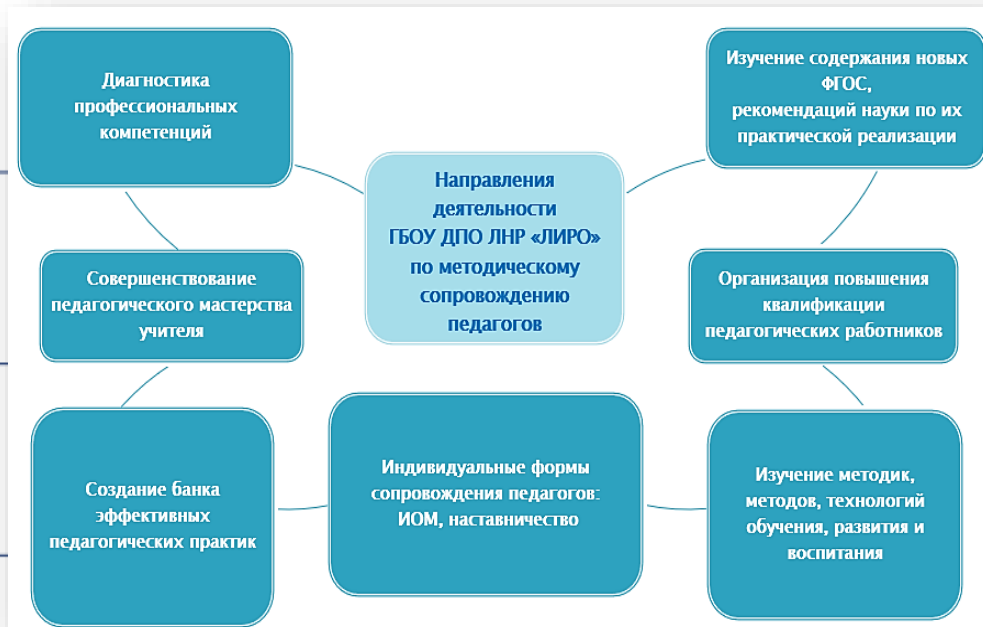 Диагностика
профессиональных
компетенций
Изучение содержания новых
ФГОС,
рекомендаций науки по их
практической реализации
Направления
деятельности
ГБОУ ДПО ЛНР «ЛИРО»
по методическому
сопровождению
педагогов
Совершенствование
педагогического мастерства
учителя
Организация повышения
квалификации
педагогических работников
Создание банка
эффективных
педагогических практик
Индивидуальные формы
сопровождения педагогов:
ИОМ, наставничество
Изучение методик,
методов, технологий
обучения, развития и
воспитания